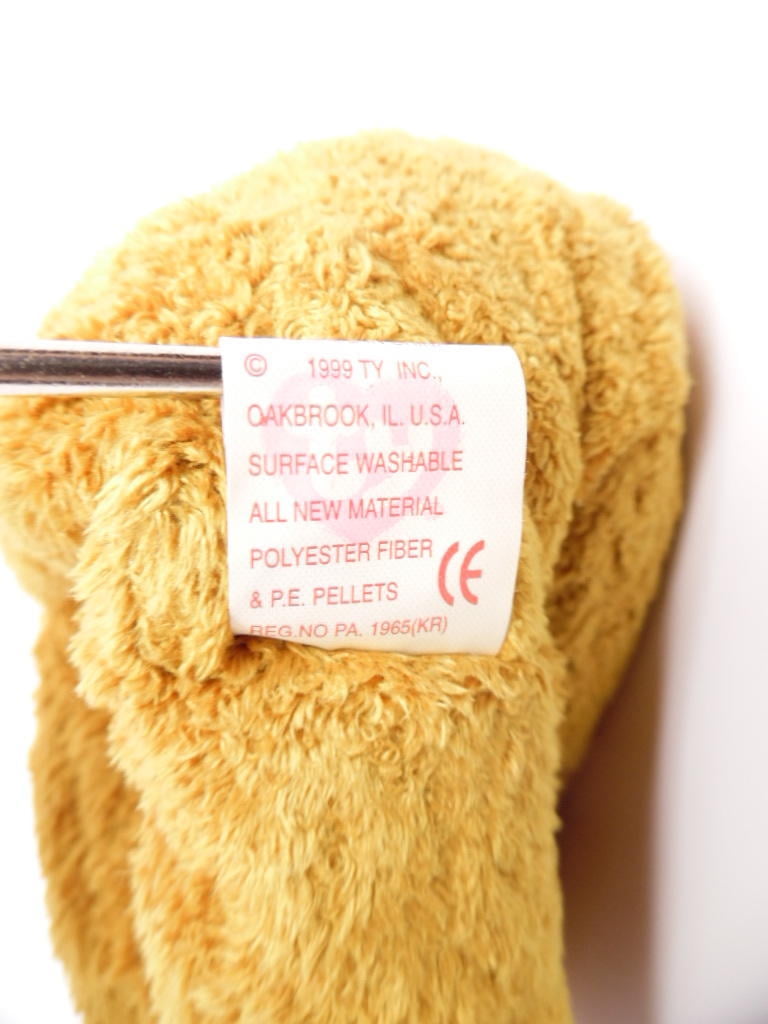 © 1999 TY INC.,
OAKBROOK, IL. U.S.A.
SURFACE WASHABLE
ALL NEW MATERIAL
POLYESTER FIBER
& P.E. PELLETS CE
REG.NO PA. 1965(KR)
ty